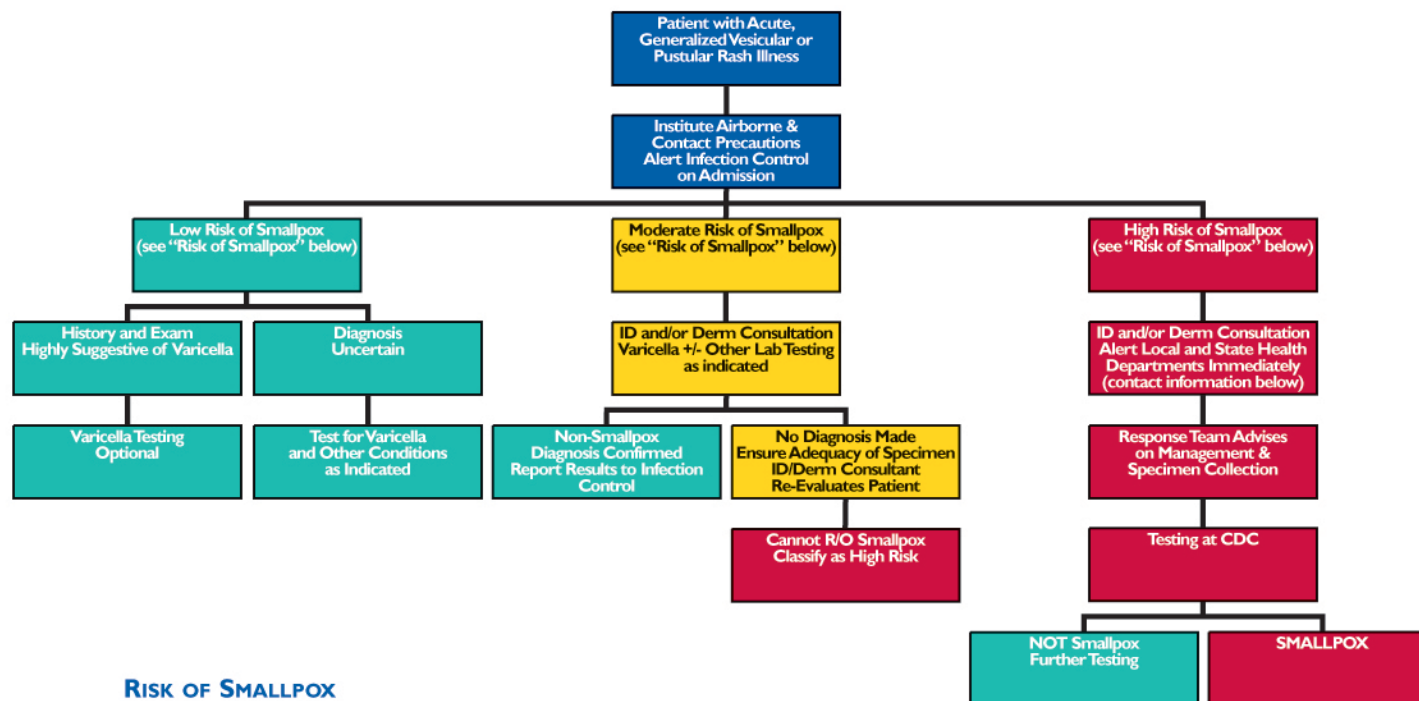 Patient with Acute,
Generalized Vesicular or
Pustular Rash Illness
Institute Airborne &
Contact Precautions
Alert Infection Control
on Admission
Low Risk of Smallpox
(see “Risk of Smallpox” below)
Moderate Risk of Smallpox
(see “Risk of Smallpox” below)
High Risk of Smallpox
(see “Risk of Smallpox” below)
History and Exam
Highly Suggestive of Varicella
Diagnosis
Uncertain
ID and/or Derm Consultation
Varicella +/- Other Lab Testing
as indicated
ID and/or Derm Consultation
Alert Local and State Health
Departments Immediately
(contact information below)
Varicella Testing
Optional
Test for Varicella
and Other Conditions
as Indicated
Non-Smallpox
Diagnosis Confirmed
Report Results to Infection
Control
No Diagnosis Made
Ensure Adequacy of Specimen
ID/Derm Consultant
Re-Evaluates Patient
Response Team Advises
on Management &
Specimen Collection
Cannot R/O Smallpox
Classify as High Risk
Testing at CDC
NOT Smallpox
Further Testing
SMALLPOX
RISK OF SMALLPOX